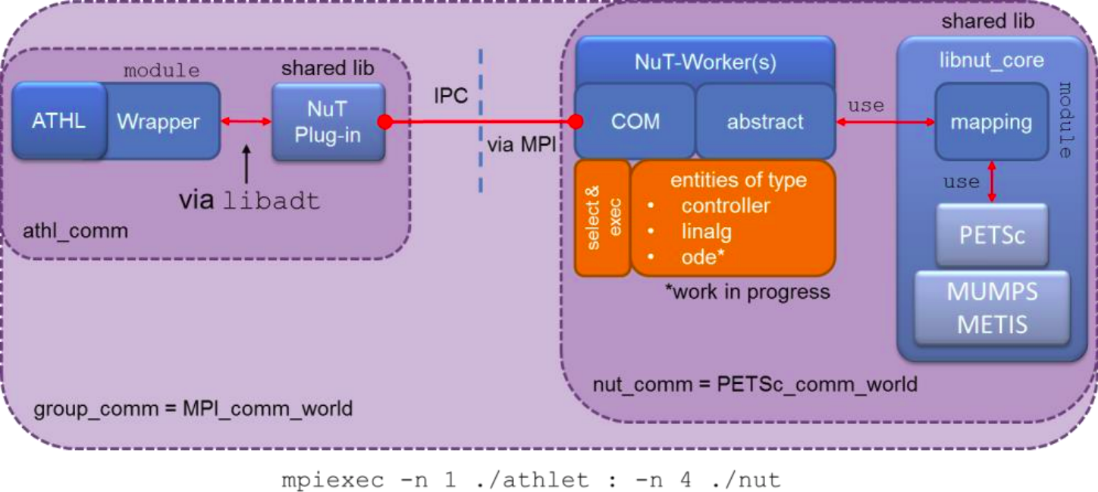 shared lib
module
shared lib
NuT-Worker(s)
libnut_core
ATHL
Wrapper
NuT
Plug-in
IPC
via MPI
COM
abstract
use
mapping
module
via libadt
athl_comm
select &
exec
entities of type
• controller
• linalg
• ode*
*work in progress
use
PETSc
MUMPS
METIS
nut_comm = PETSc_comm_world
group_comm = MPI_comm_world
mpiexec -n 1 ./athlet : -n 4 ./nut